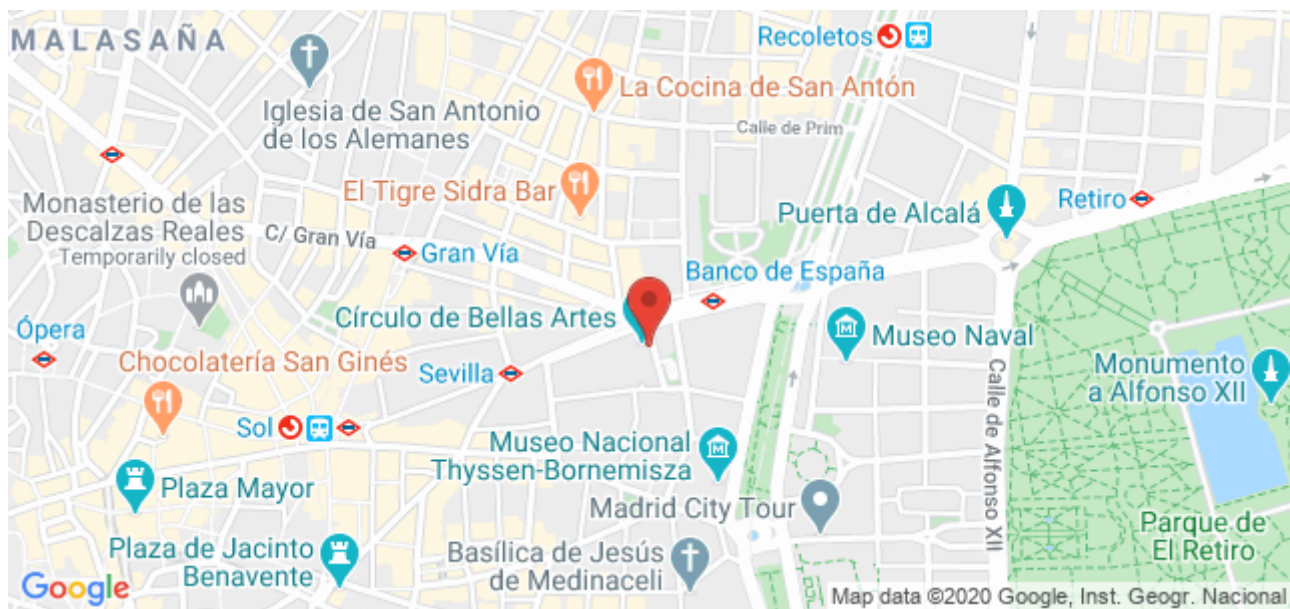 MALASAÑA
Recoletos
La Cocina de San Antón
Iglesia de San Antonio
de los Alemanes
Calle de Prim
El Tigre Sidra Bar
Monasterio de las
Descalzas Reales
Temporarily closed
C/ Gran Vía
Gran Vía
Puerta de Alcalá
Retiro
Banco de España
Círculo de Bellas Artes
Ópera
Chocolatería San Ginés
Sevilla
Museo Naval
Monumento
a Alfonso XII
Calle de Alfonso XII
Sol
Museo Nacional
Thyssen-Bornemisza
Plaza Mayor
Madrid City Tour
Plaza de Jacinto
Benavente
Basílica de Jesús
de Medinaceli
Parque de
El Retiro
Google
Map data ©2020 Google, Inst. Geogr. Nacional